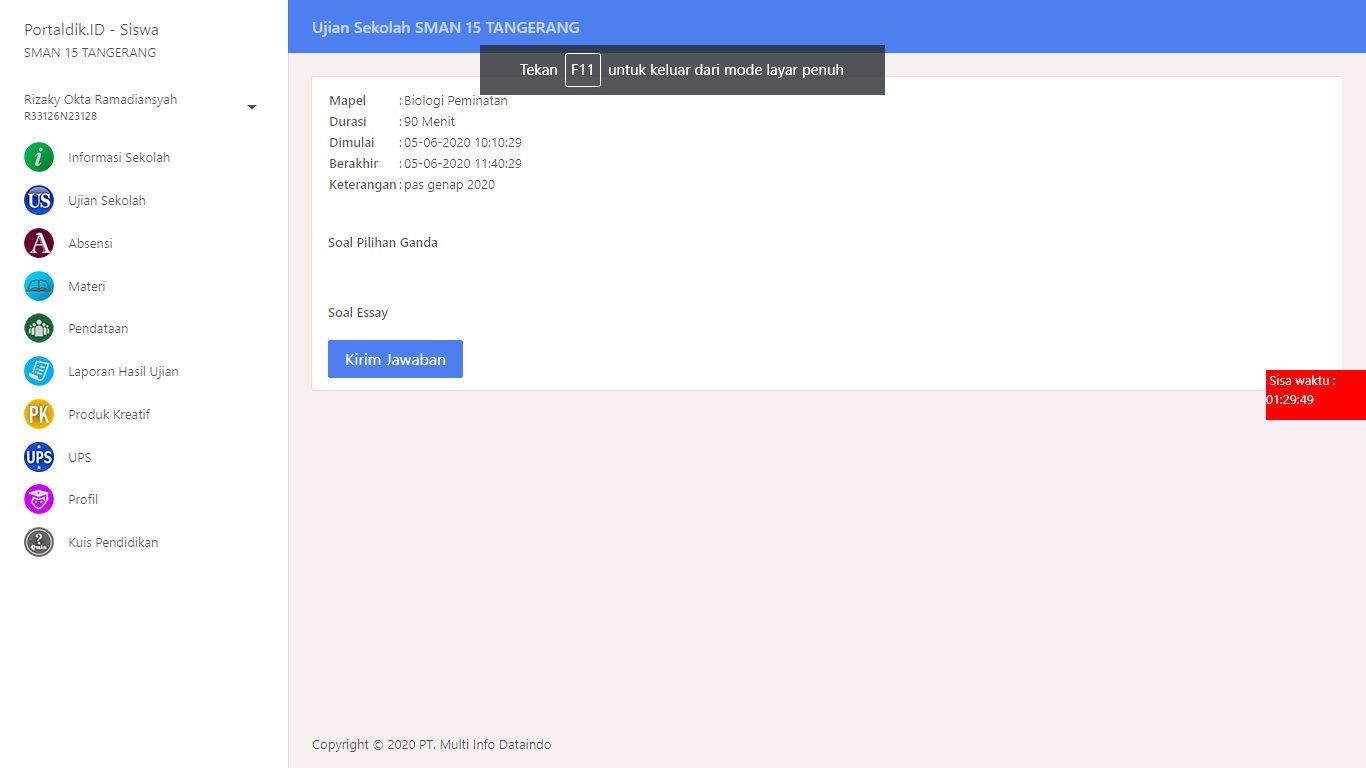 Portaldik.ID - Siswa
SMAN 15 TANGERANG
Rizaky Okta Ramadiansyah
R33126N23128
Informasi Sekolah
US Ujian Sekolah
A Absensi
Materi
Pendataan
Laporan Hasil Ujian
PK Produk Kreatif
UPS UPS
Profil
? Quis Kuis Pendidikan
Ujian Sekolah SMAN 15 TANGERANG
Tekan F11 untuk keluar dari mode layar penuh
Mapel : Biologi Peminatan
Durasi : 90 Menit
Dimulai : 05-06-2020 10:10:29
Berakhir : 05-06-2020 11:40:29
Keterangan : pas genap 2020
Soal Pilihan Ganda
Soal Essay
Kirim Jawaban
Sisa waktu :
01:29:49
Copyright © 2020 PT. Multi Info Dataindo